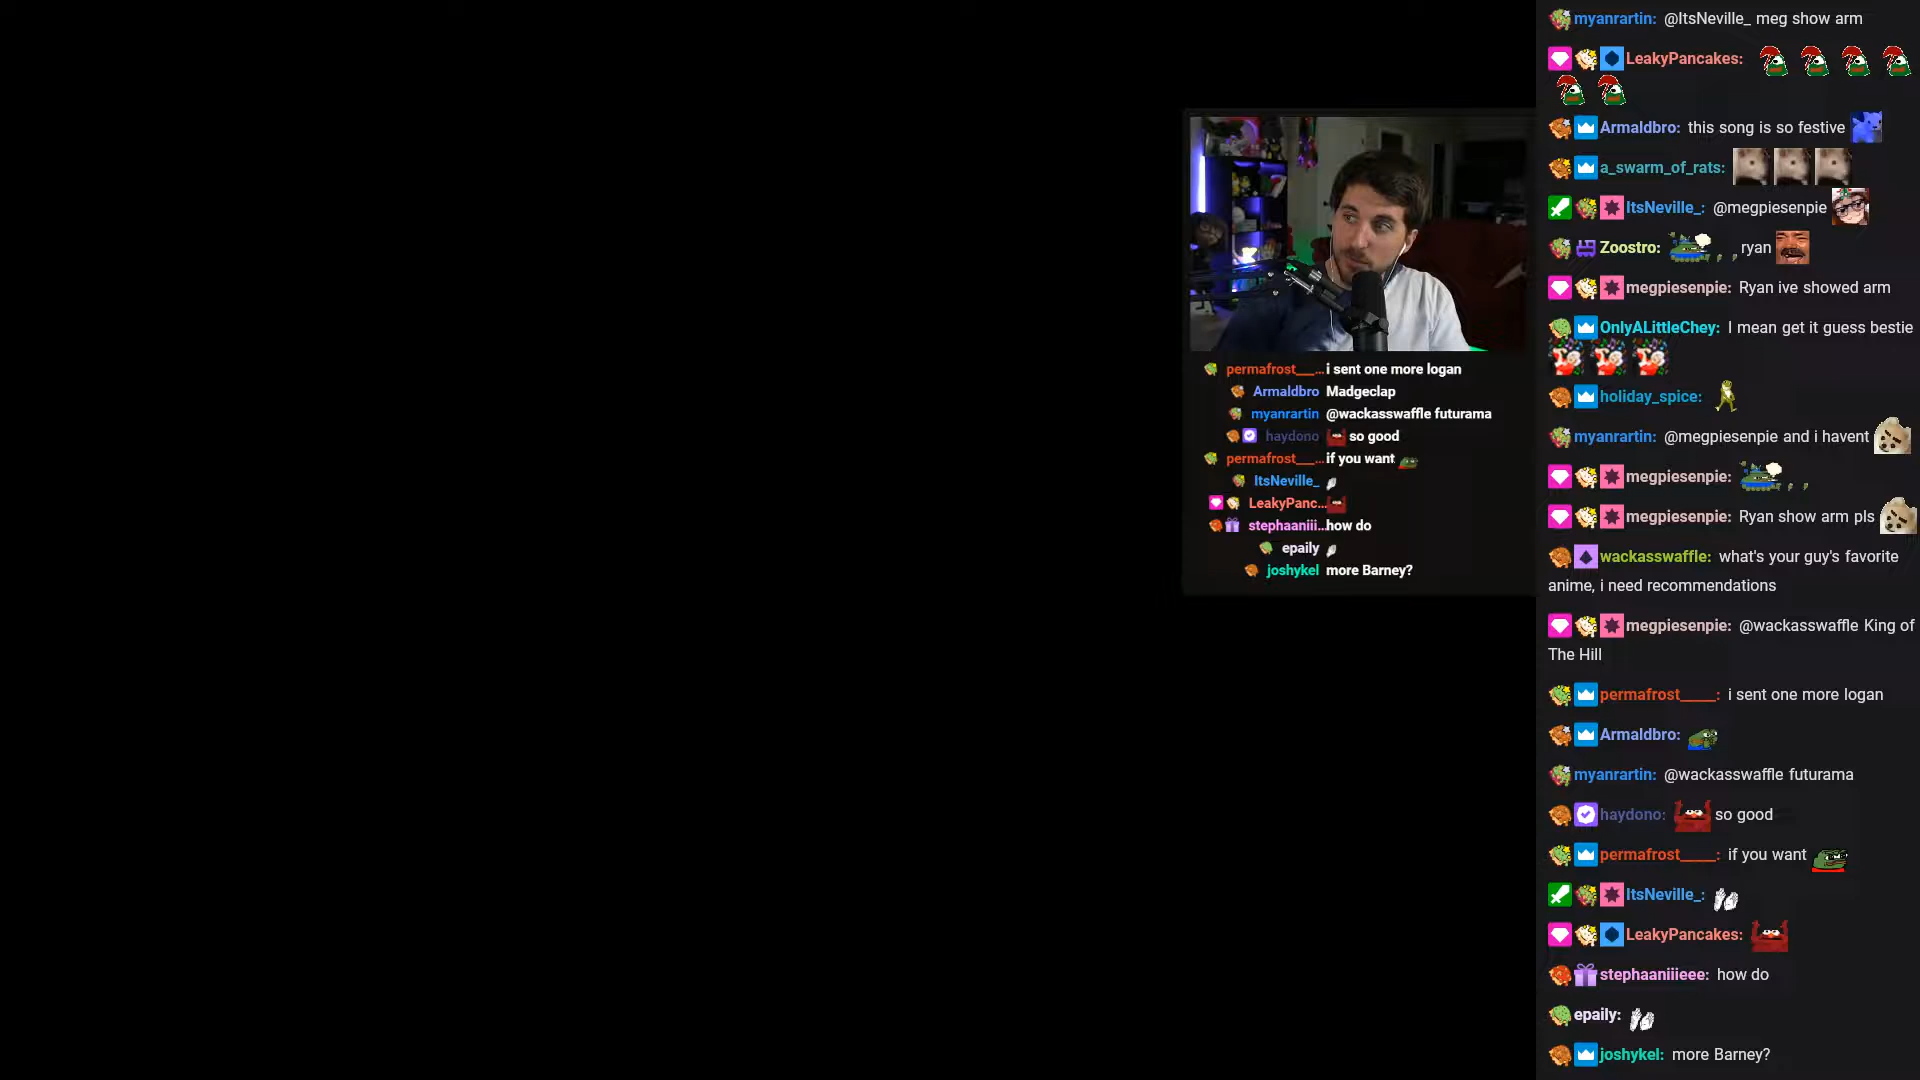 permafrost___... i sent one more logan
Armaldbro Madgeclap
myanrartin @wackasswaffle futurama
haydono so good
permafrost___... if you want
ItsNeville_
LeakyPanc...
stephaaniii... how do
epaily
joshykel more Barney?
myanrartin: @ItsNeville_ meg show arm
LeakyPancakes:
Armaldbro: this song is so festive
a_swarm_of_rats:
ItsNeville_: @megpiesenpie
Zoostro: ryan
megpiesenpie: Ryan ive showed arm
OnlyALittleChey: I mean get it guess bestie
holiday_spice:
myanrartin: @megpiesenpie and i havent
megpiesenpie:
megpiesenpie: Ryan show arm pls
wackasswaffle: what's your guy's favorite
anime, i need recommendations
megpiesenpie: @wackasswaffle King of
The Hill
permafrost_____: i sent one more logan
Armaldbro:
myanrartin: @wackasswaffle futurama
haydono: so good
permafrost_____: if you want
ItsNeville_:
LeakyPancakes:
stephaaniiieee: how do
epaily:
joshykel: more Barney?